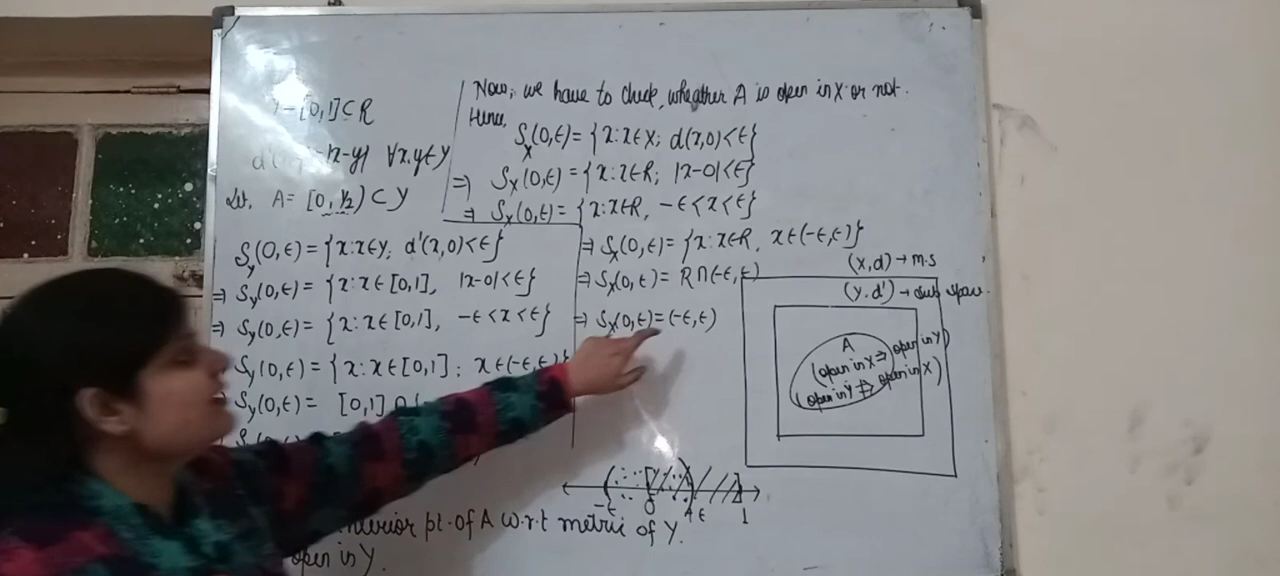 [0,1]⊂R
|x-y| ∀x,y∈Y
Let, A = [0, 1/2) ⊂ Y
S_Y(0,ϵ) = {x: x∈Y; d'(x,0)<ϵ}
⇒ S_Y(0,ϵ) = {x: x∈[0,1], |x-0|<ϵ}
⇒ S_Y(0,ϵ) = {x: x∈[0,1], -ϵ<x<ϵ}
S_Y(0,ϵ) = {x: x∈[0,1]; x∈(-ϵ,ϵ)}
S_Y(0,ϵ) = [0,1] ∩
interior pt. of A w.r.t metric of Y.
open in Y.
Now, we have to check, wheather A is open in X or not.
Hence,
S_X(0,ϵ) = {x: x∈X; d(x,0)<ϵ}
⇒ S_X(0,ϵ) = {x: x∈R; |x-0|<ϵ}
⇒ S_X(0,ϵ) = {x: x∈R, -ϵ<x<ϵ}
⇒ S_X(0,ϵ) = {x: x∈R, x∈(-ϵ,ϵ)}
⇒ S_X(0,ϵ) = R∩(-ϵ,ϵ)
⇒ S_X(0,ϵ) = (-ϵ,ϵ)
(X,d) → m.s
(Y,d') → sub space.
A
(open in X ⇒ open in Y)
(open in Y ⇏ open in X)
-ϵ 0 ϵ 1